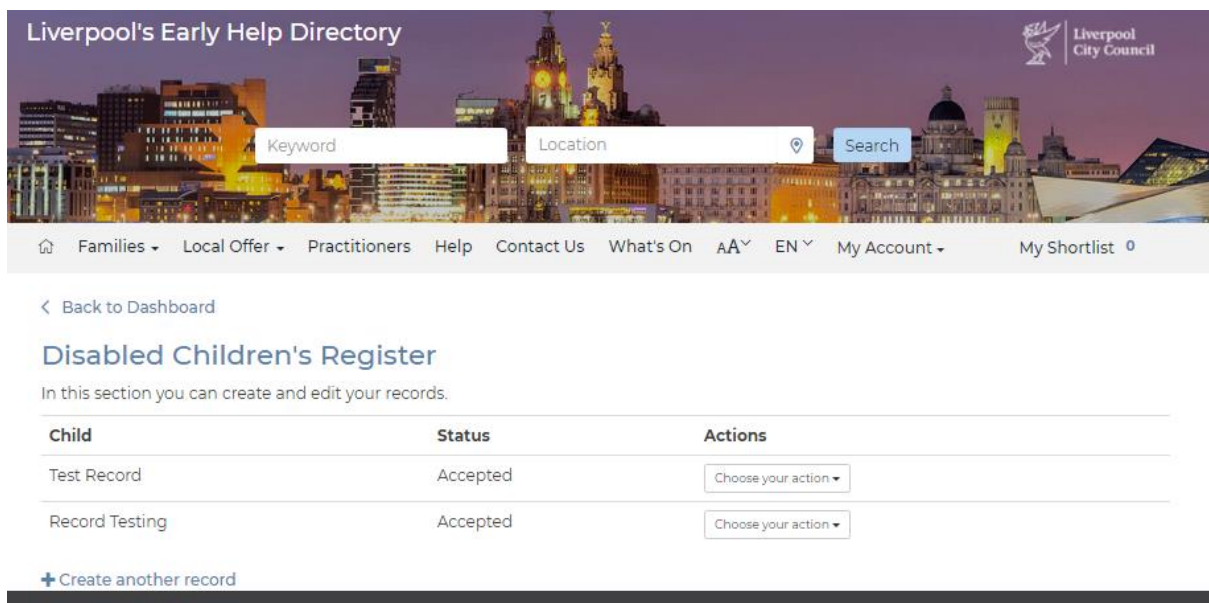 Liverpool's Early Help Directory
Liverpool
City Council
Keyword
Location
Search
Families Local Offer Practitioners Help Contact Us What's On AA EN My Account My Shortlist 0
Back to Dashboard
Disabled Children's Register
In this section you can create and edit your records.
Child Status Actions
Test Record Accepted Choose your action
Record Testing Accepted Choose your action
Create another record